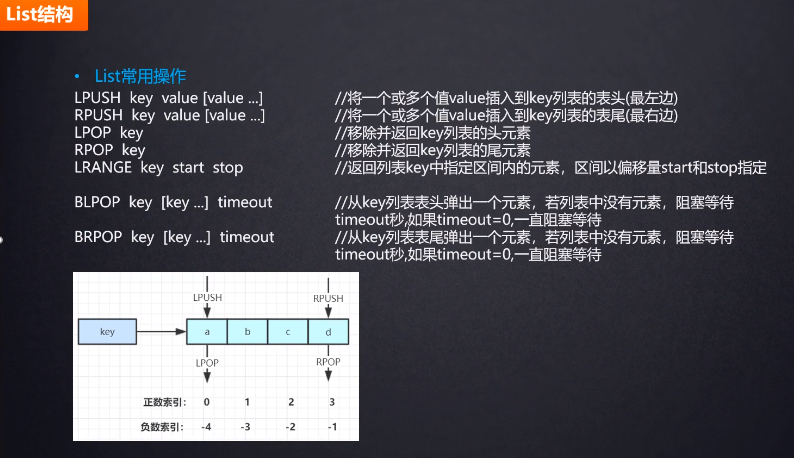 List结构
• List常用操作
LPUSH key value [value ...] //将一个或多个值value插入到key列表的表头(最左边)
RPUSH key value [value ...] //将一个或多个值value插入到key列表的表尾(最右边)
LPOP key //移除并返回key列表的头元素
RPOP key //移除并返回key列表的尾元素
LRANGE key start stop //返回列表key中指定区间内的元素，区间以偏移量start和stop指定
BLPOP key [key ...] timeout //从key列表表头弹出一个元素，若列表中没有元素，阻塞等待
timeout秒,如果timeout=0,一直阻塞等待
BRPOP key [key ...] timeout //从key列表表尾弹出一个元素，若列表中没有元素，阻塞等待
timeout秒,如果timeout=0,一直阻塞等待
LPUSH RPUSH
key a b c d
LPOP RPOP
正数索引: 0 1 2 3
负数索引: -4 -3 -2 -1